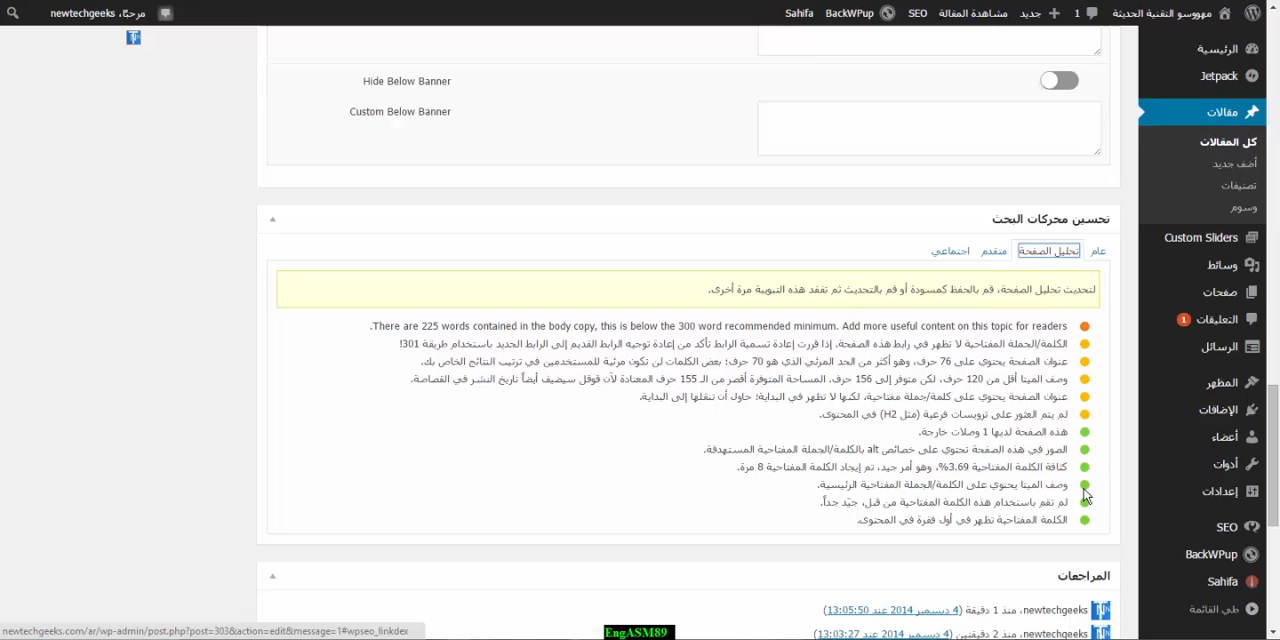 مهووسو التقنية الحديثة 1 جديد مشاهدة المقالة SEO BackWPup Sahifa مرحبًا، newtechgeeks
الرئيسية
Jetpack
مقالات
كل المقالات
أضف جديد
تصنيفات
وسوم
Custom Sliders
وسائط
صفحات
التعليقات 1
الرسائل
المظهر
الإضافات
أعضاء
أدوات
إعدادات
SEO
BackWPup
Sahifa
طي القائمة
Hide Below Banner
Custom Below Banner
تحسين محركات البحث
عام تحليل الصفحة متقدم اجتماعي
لتحديث تحليل الصفحة، قم بالحفظ كمسودة أو قم بالتحديث ثم تفقد هذه التبويبة مرة أخرى.
There are 225 words contained in the body copy, this is below the 300 word recommended minimum. Add more useful content on this topic for readers.
الكلمة/الجملة المفتاحية لا تظهر في رابط هذه الصفحة. إذا قررت إعادة تسمية الرابط تأكد من إعادة توجيه الرابط القديم إلى الرابط الجديد باستخدام طريقة 301!
عنوان الصفحة يحتوي على 76 حرف، وهو أكثر من الحد المرئي الذي هو 70 حرف؛ بعض الكلمات لن تكون مرئية للمستخدمين في ترتيب النتائج الخاص بك.
وصف الميتا أقل من 120 حرف، لكن متوفر إلى 156 حرف. المساحة المتوفرة أقصر من الـ 155 حرف المعتادة لأن قوقل سيضيف أيضاً تاريخ النشر في القصاصة.
عنوان الصفحة يحتوي على كلمة/جملة مفتاحية، لكنها لا تظهر في البداية؛ حاول أن تنقلها إلى البداية.
لم يتم العثور على ترويسات فرعية (مثل H2) في المحتوى.
هذه الصفحة لديها 1 وصلات خارجة.
الصور في هذه الصفحة تحتوي على خصائص alt بالكلمة/الجملة المفتاحية المستهدفة.
كثافة الكلمة المفتاحية 3.69%، وهو أمر جيد، تم إيجاد الكلمة المفتاحية 8 مرة.
وصف الميتا يحتوي على الكلمة/الجملة المفتاحية الرئيسية.
لم تقم باستخدام هذه الكلمة المفتاحية من قبل، جيّد جداً.
الكلمة المفتاحية تظهر في أول فقرة في المحتوى.
المراجعات
newtechgeeks، منذ 1 دقيقة (4 ديسمبر 2014 عند 13:05:50)
newtechgeeks، منذ 2 دقيقتين (4 ديسمبر 2014 عند 13:03:27)
newtechgeeks.com/ar/wp-admin/post.php?post=303&action=edit&message=1#wpseo_linkdex
EngASM89